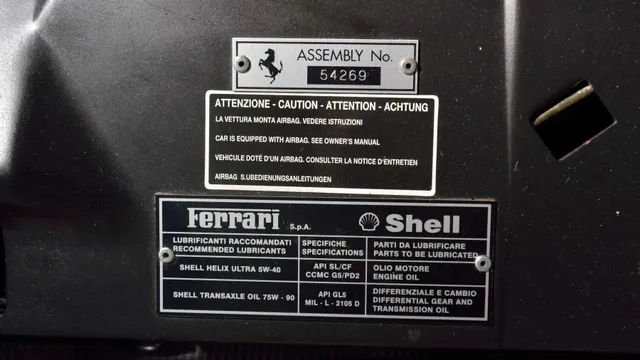 ASSEMBLY No.
54269
ATTENZIONE - CAUTION - ATTENTION - ACHTUNG
LA VETTURA MONTA AIRBAG. VEDERE ISTRUZIONI
CAR IS EQUIPPED WITH AIRBAG. SEE OWNER'S MANUAL
VEHICULE DOTÉ D'UN AIRBAG. CONSULTER LA NOTICE D'ENTRETIEN
AIRBAG S.UBEDIENUNGSANLEITUNGEN
Ferrari S.p.A. Shell
LUBRIFICANTI RACCOMANDATI SPECIFICHE PARTI DA LUBRIFICARE
RECOMMENDED LUBRICANTS SPECIFICATIONS PARTS TO BE LUBRICATED
SHELL HELIX ULTRA 5W-40 API SL/CF OLIO MOTORE
CCMC G5/PD2 ENGINE OIL
SHELL TRANSAXLE OIL 75W - 90 API GL5 DIFFERENZIALE E CAMBIO
MIL - L - 2105 D DIFFERENTIAL GEAR AND
TRANSMISSION OIL